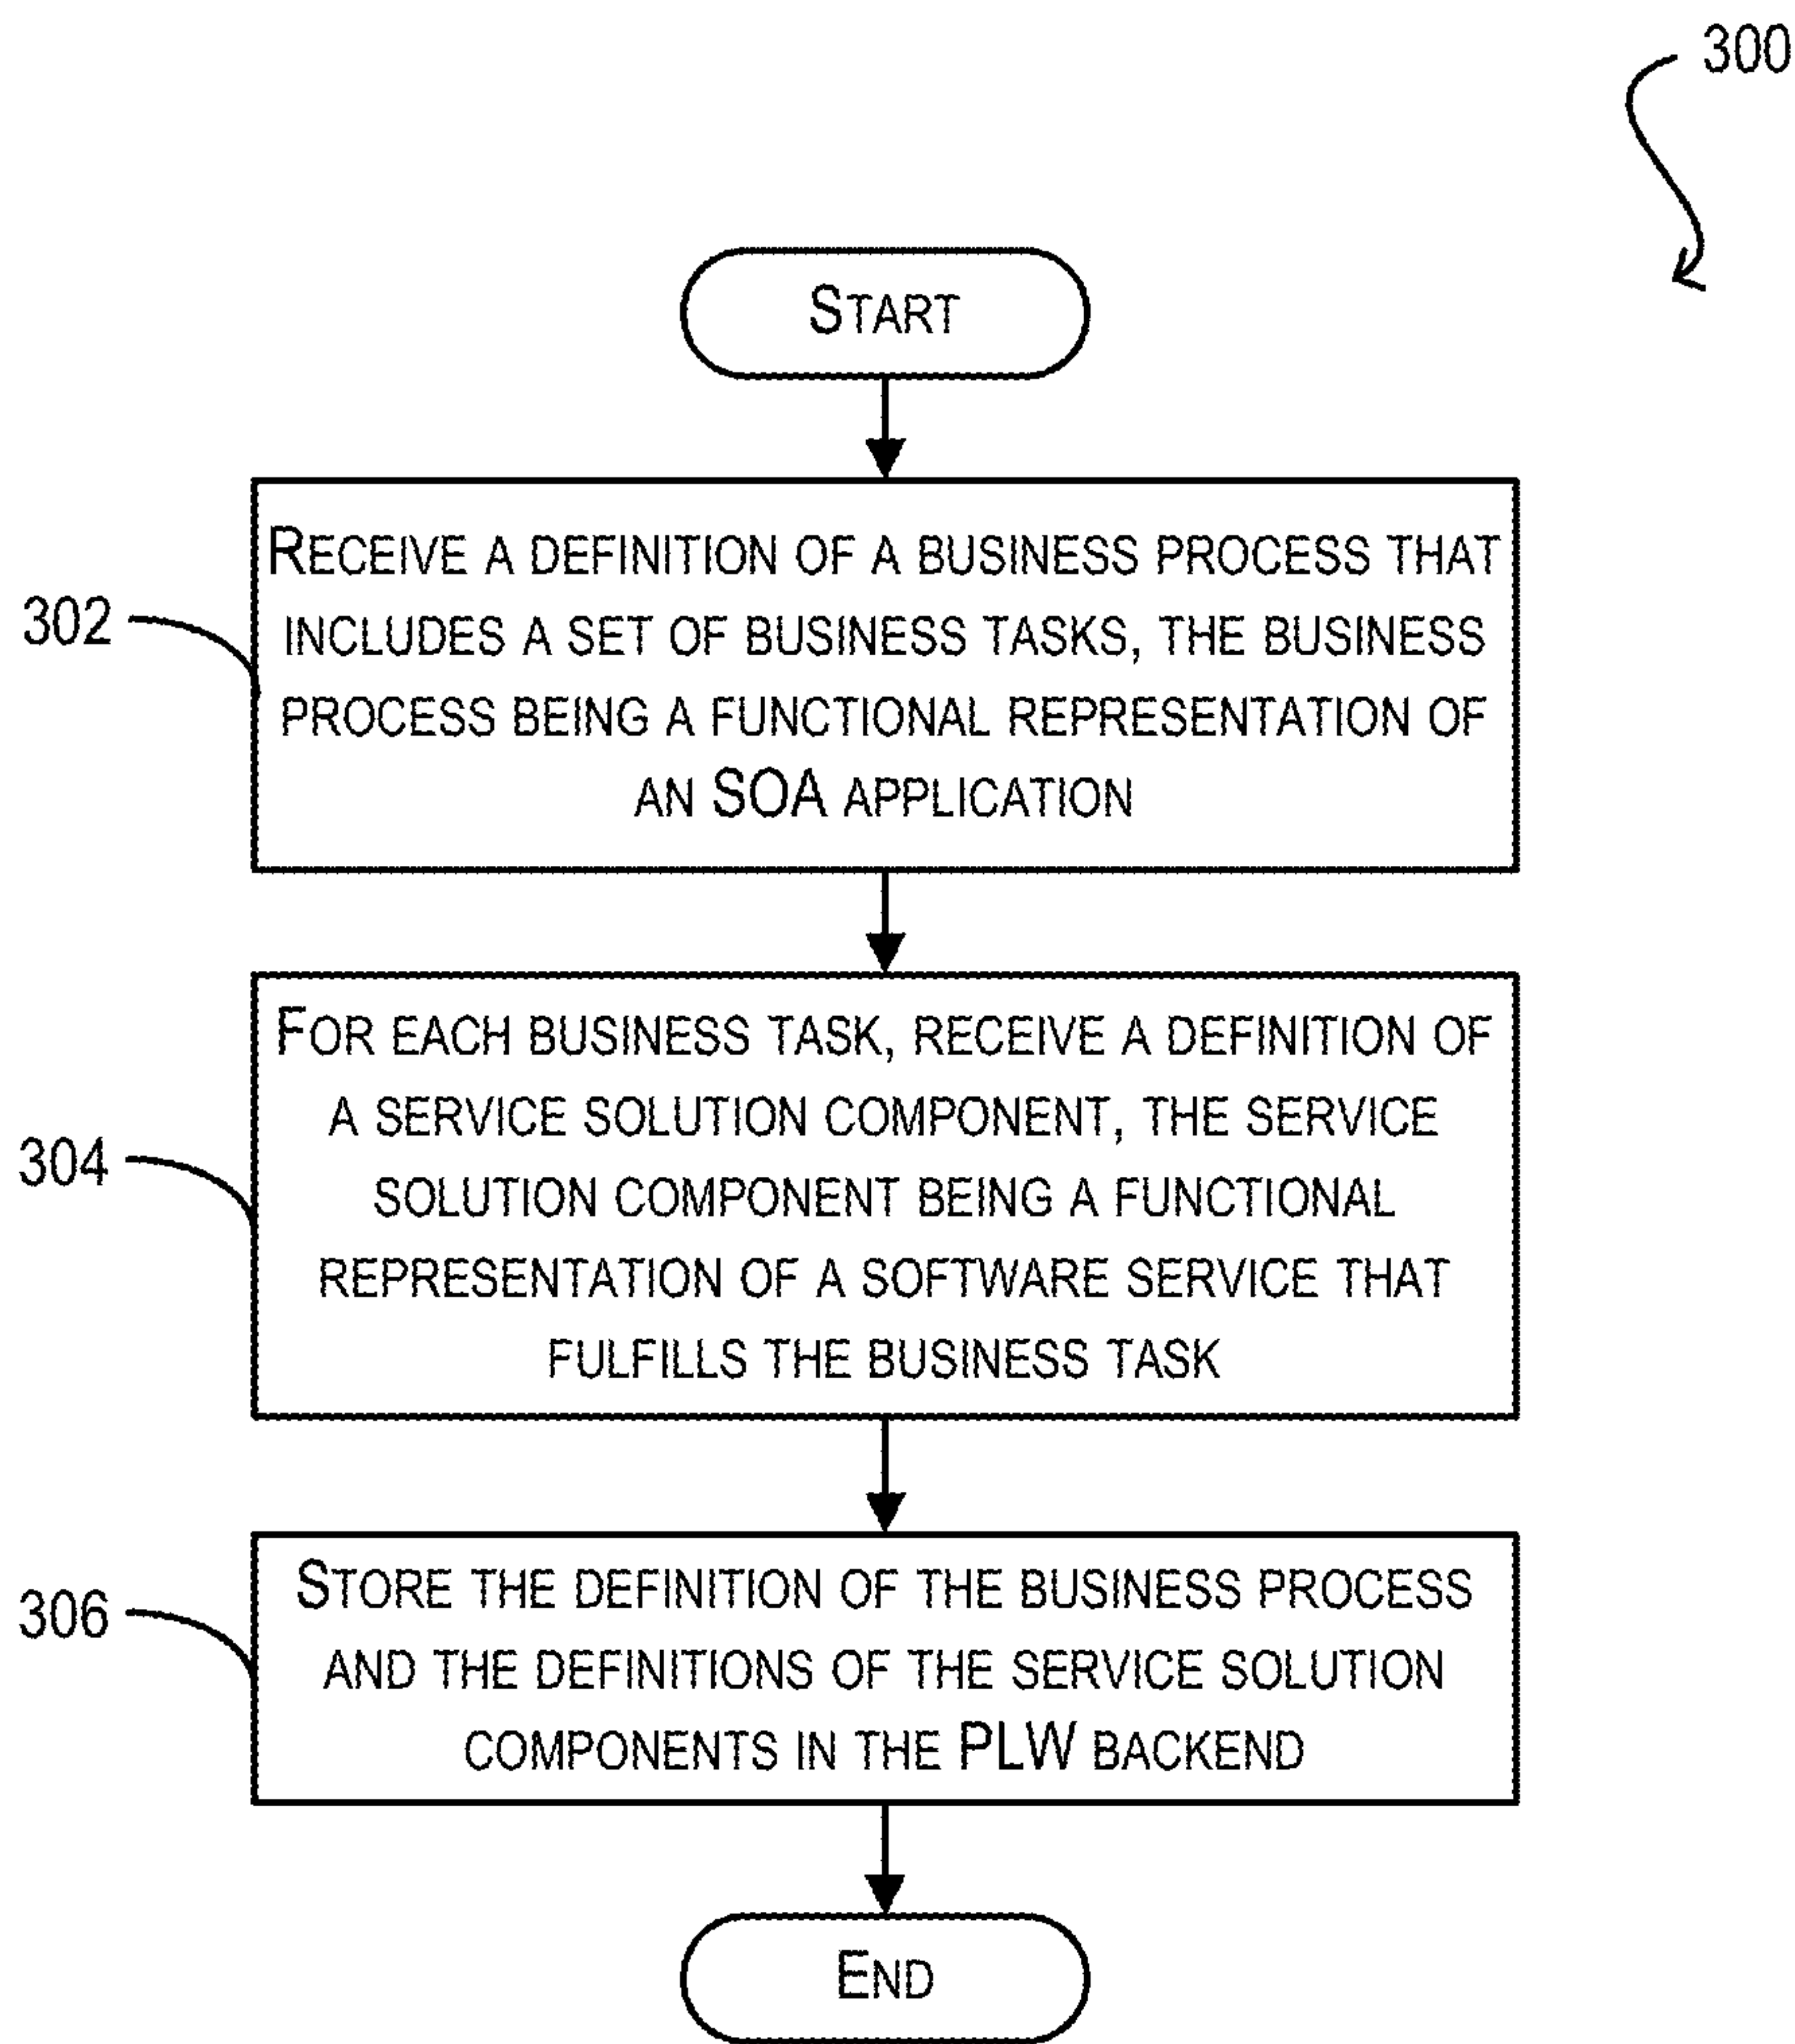 300
START
RECEIVE A DEFINITION OF A BUSINESS PROCESS THAT
INCLUDES A SET OF BUSINESS TASKS, THE BUSINESS
PROCESS BEING A FUNCTIONAL REPRESENTATION OF
AN SOA APPLICATION
302
FOR EACH BUSINESS TASK, RECEIVE A DEFINITION OF
A SERVICE SOLUTION COMPONENT, THE SERVICE
SOLUTION COMPONENT BEING A FUNCTIONAL
REPRESENTATION OF A SOFTWARE SERVICE THAT
FULFILLS THE BUSINESS TASK
304
STORE THE DEFINITION OF THE BUSINESS PROCESS
AND THE DEFINITIONS OF THE SERVICE SOLUTION
COMPONENTS IN THE PLW BACKEND
306
END